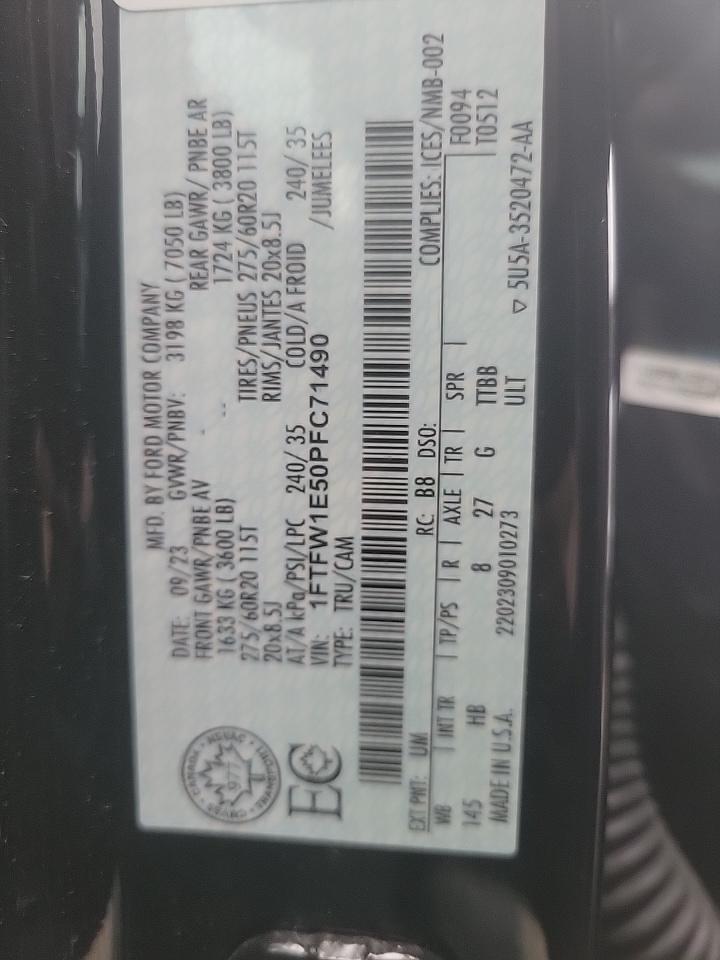 MFD. BY FORD MOTOR COMPANY
DATE: 09/23 GVWR/PNBV: 3198 KG ( 7050 LB)
FRONT GAWR/PNBE AV - REAR GAWR/ PNBE AR
1633 KG ( 3600 LB) -- 1724 KG ( 3800 LB)
275/60R20 115T TIRES/PNEUS 275/60R20 115T
20x8.5J RIMS/JANTES 20x8.5J
AT/A kPa/PSI/LPC 240/ 35 COLD/A FROID 240/ 35
VIN: 1FTFW1E50PFC71490 /JUMELEES
TYPE: TRU/CAM
CANADA
977
EC
EXT PNT: UM RC: B8 DSO: COMPLIES: ICES/NMB-002
WB | INT TR | TP/PS | R | AXLE | TR | SPR | F0094
145 HB 8 27 G TTBB T0512
MADE IN U.S.A. 2202309010273 ULT ▽ 5U5A-3520472-AA